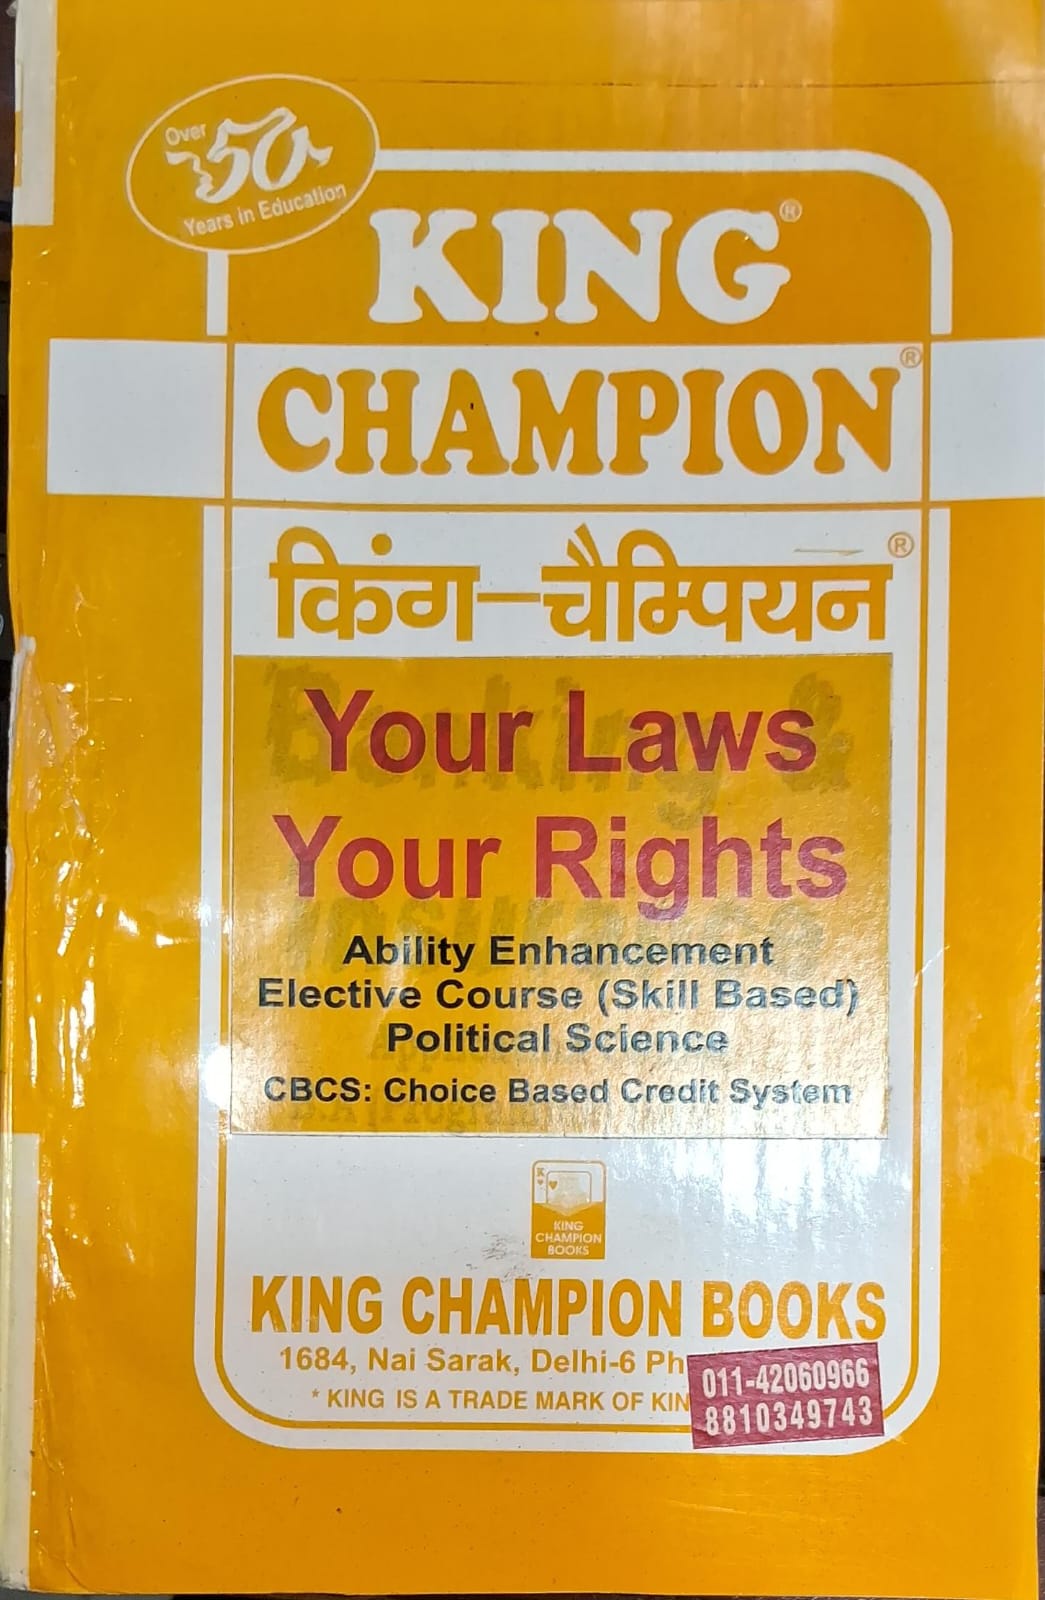 Over
50
Years in Education
KING®
CHAMPION®
किंग-चैम्पियन®
Your Laws
Your Rights
Ability Enhancement
Elective Course (Skill Based)
Political Science
CBCS: Choice Based Credit System
K
KING
CHAMPION
BOOKS
KING CHAMPION BOOKS
1684, Nai Sarak, Delhi-6 Ph
011-42060966
* KING IS A TRADE MARK OF KIN
8810349743